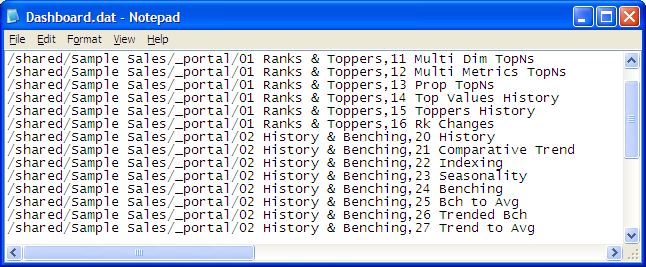 Dashboard.dat - Notepad
File Edit Format View Help
/shared/Sample Sales/_portal/01 Ranks & Toppers,11 Multi Dim TopNs
/shared/Sample Sales/_portal/01 Ranks & Toppers,12 Multi Metrics TopNs
/shared/Sample Sales/_portal/01 Ranks & Toppers,13 Prop TopNs
/shared/Sample Sales/_portal/01 Ranks & Toppers,14 Top Values History
/shared/Sample Sales/_portal/01 Ranks & Toppers,15 Toppers History
/shared/Sample Sales/_portal/01 Ranks & Toppers,16 Rk Changes
/shared/Sample Sales/_portal/02 History & Benching,20 History
/shared/Sample Sales/_portal/02 History & Benching,21 Comparative Trend
/shared/Sample Sales/_portal/02 History & Benching,22 Indexing
/shared/Sample Sales/_portal/02 History & Benching,23 Seasonality
/shared/Sample Sales/_portal/02 History & Benching,24 Benching
/shared/Sample Sales/_portal/02 History & Benching,25 Bch to Avg
/shared/Sample Sales/_portal/02 History & Benching,26 Trended Bch
/shared/Sample Sales/_portal/02 History & Benching,27 Trend to Avg